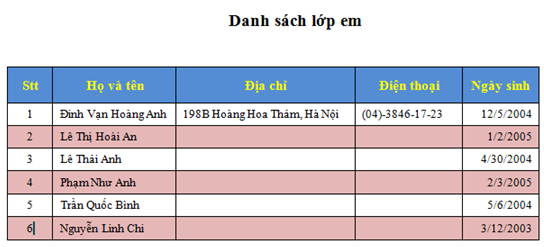 Danh sách lớp em
Stt Họ và tên Địa chỉ Điện thoại Ngày sinh
1 Đinh Vạn Hoàng Anh 198B Hoàng Hoa Thám, Hà Nội (04)-3846-17-23 12/5/2004
2 Lê Thị Hoài An 1/2/2005
3 Lê Thái Anh 4/30/2004
4 Phạm Như Anh 2/3/2005
5 Trần Quốc Bình 5/6/2004
6 Nguyễn Linh Chi 3/12/2003